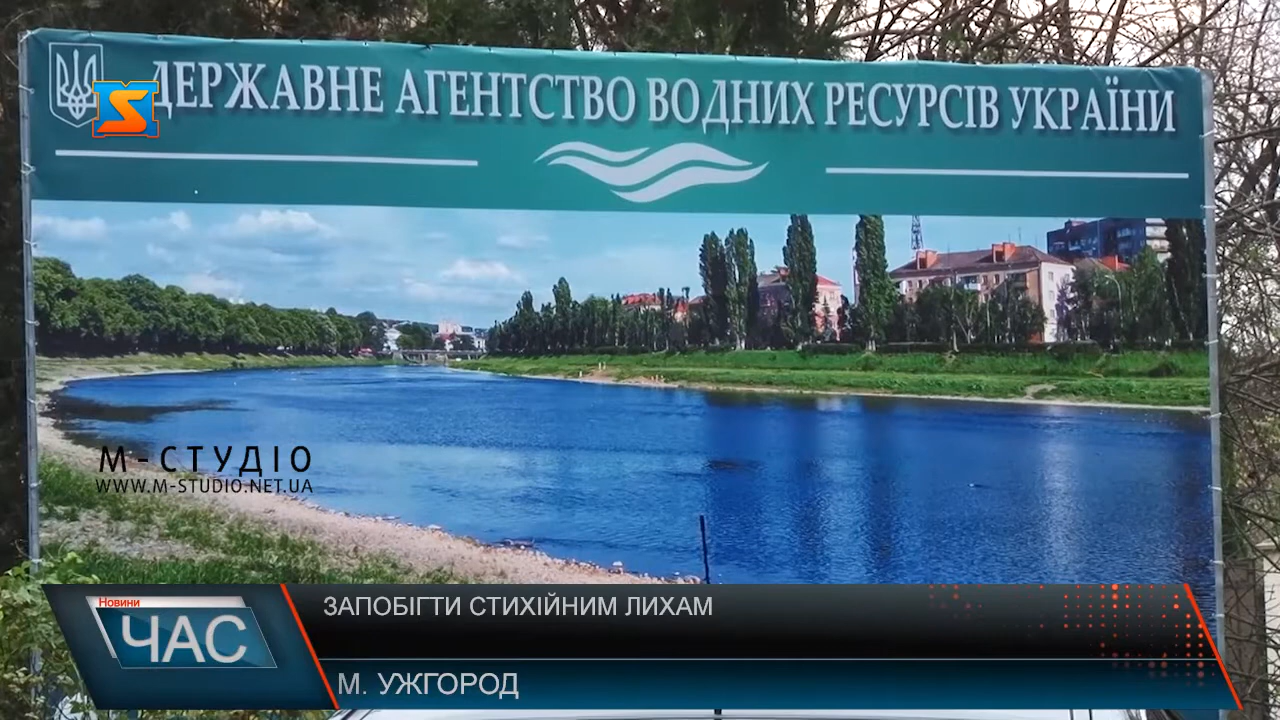 ДЕРЖАВНЕ АГЕНТСТВО ВОДНИХ РЕСУРСІВ УКРАЇНИ
М-СТУДІО
WWW.M-STUDIO.NET.UA
Новини
ЧАС
ЗАПОБІГТИ СТИХІЙНИМ ЛИХАМ
М. УЖГОРОД